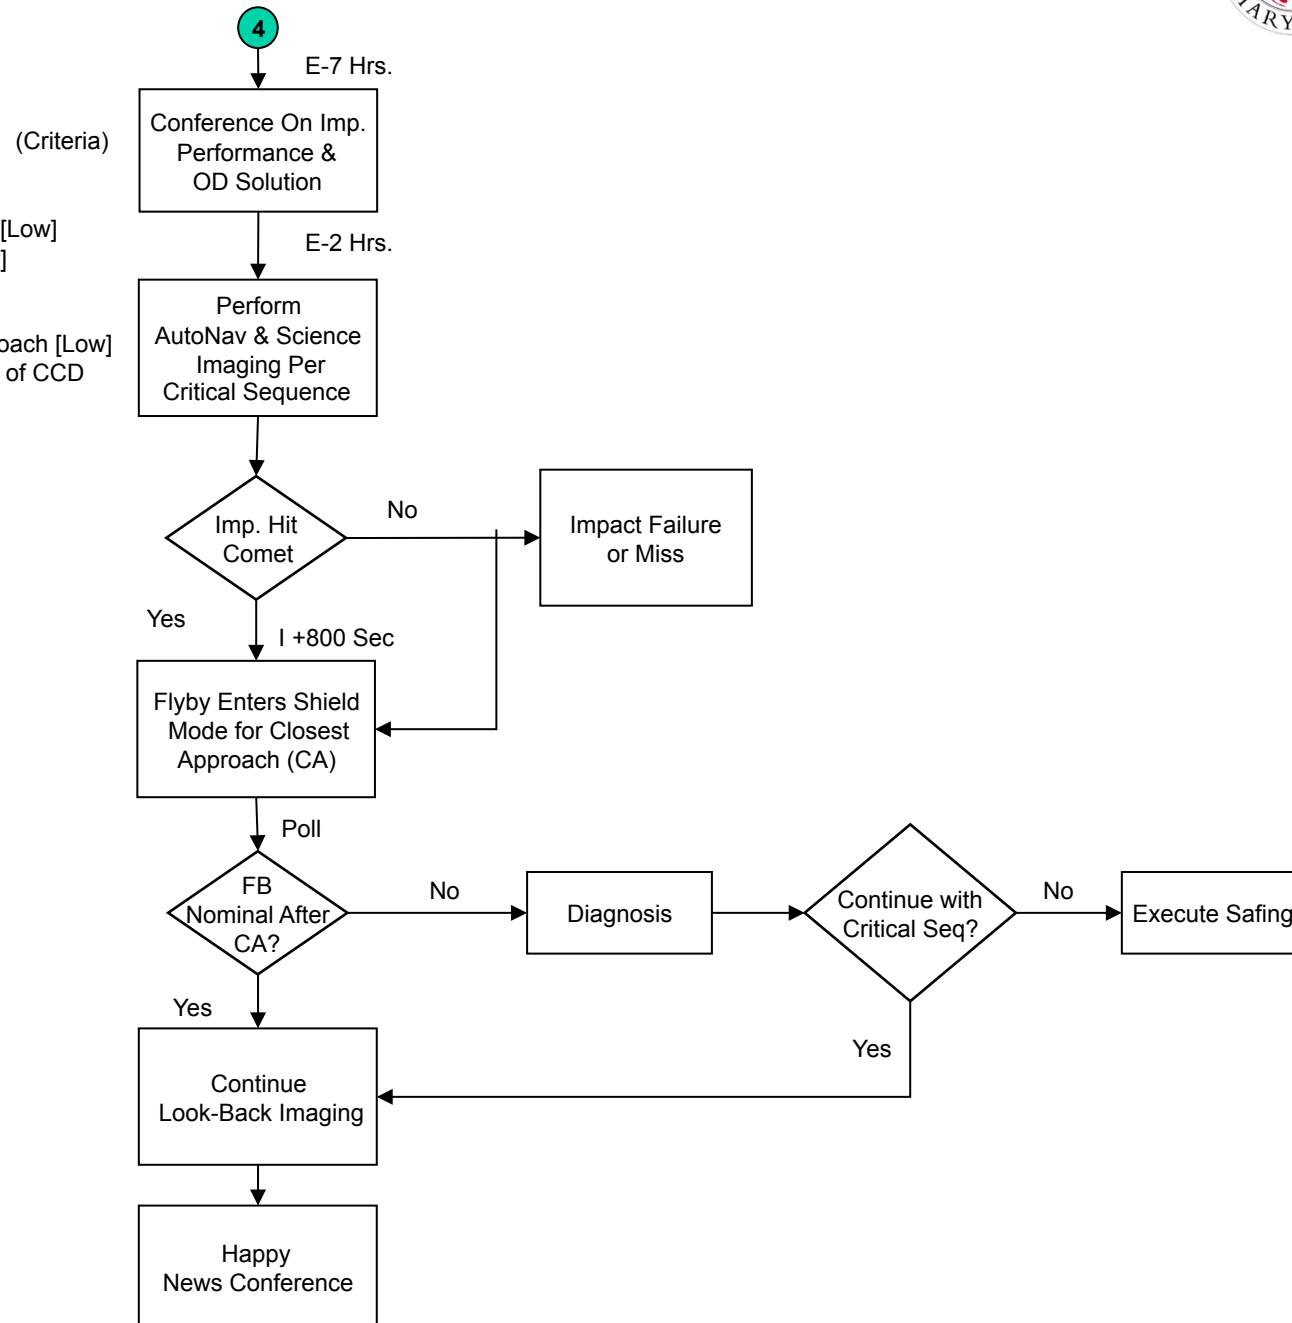 4
E-7 Hrs.
(Criteria)
Conference On Imp.
Performance &
OD Solution
[Low]
E-2 Hrs.
Perform
AutoNav & Science
Imaging Per
Critical Sequence
[Low]
of CCD
Imp. Hit
Comet
No
Impact Failure
or Miss
Yes
I +800 Sec
Flyby Enters Shield
Mode for Closest
Approach (CA)
Poll
FB
Nominal After
CA?
No
Diagnosis
Continue with
Critical Seq?
No
Execute Safing
Yes
Yes
Continue
Look-Back Imaging
Happy
News Conference